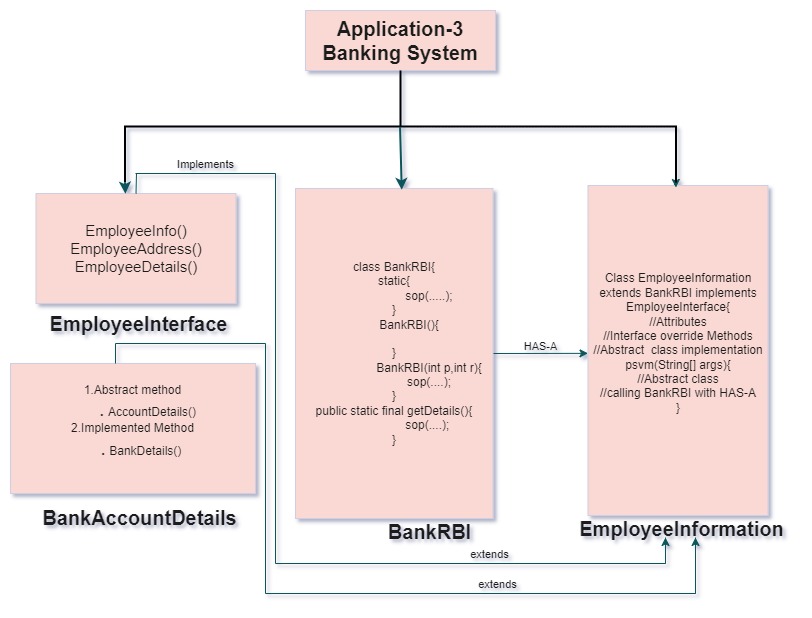 Application-3
Banking System
Implements
EmployeeInfo()
EmployeeAddress()
EmployeeDetails()
EmployeeInterface
1.Abstract method
. AccountDetails()
2.Implemented Method
. BankDetails()
BankAccountDetails
class BankRBI{
static{
sop(.....);
}
BankRBI(){
}
BankRBI(int p,int r){
sop(....);
}
public static final getDetails(){
sop(....);
}
BankRBI
HAS-A
Class EmployeeInformation
extends BankRBI implements
EmployeeInterface{
//Attributes
//Interface override Methods
//Abstract class implementation
psvm(String[] args){
//Abstract class
//calling BankRBI with HAS-A
}
EmployeeInformation
extends
extends